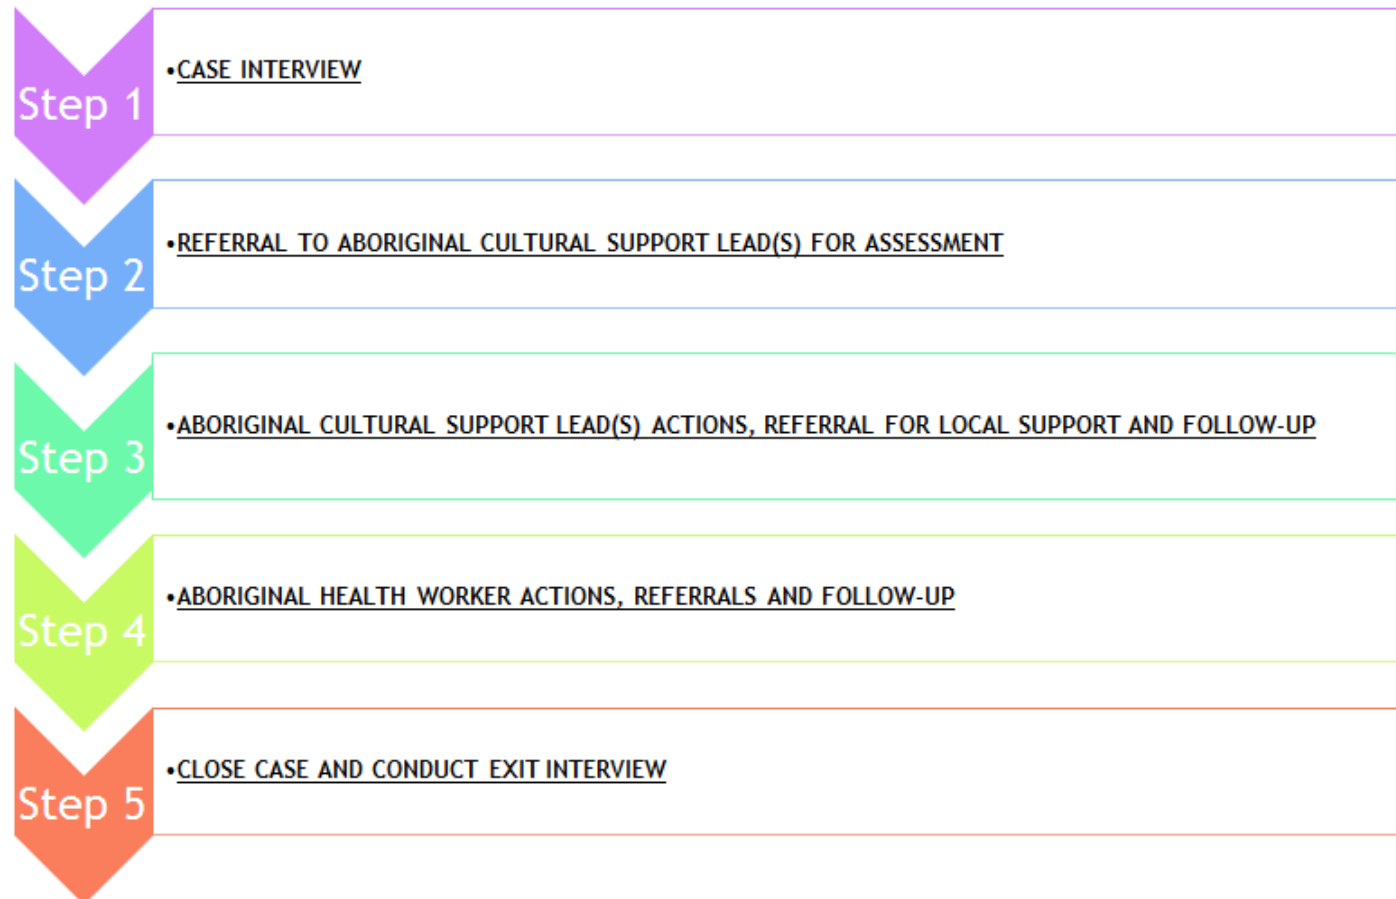 Step 1
•CASE INTERVIEW
Step 2
•REFERRAL TO ABORIGINAL CULTURAL SUPPORT LEAD(S) FOR ASSESSMENT
Step 3
•ABORIGINAL CULTURAL SUPPORT LEAD(S) ACTIONS, REFERRAL FOR LOCAL SUPPORT AND FOLLOW-UP
Step 4
•ABORIGINAL HEALTH WORKER ACTIONS, REFERRALS AND FOLLOW-UP
Step 5
•CLOSE CASE AND CONDUCT EXIT INTERVIEW